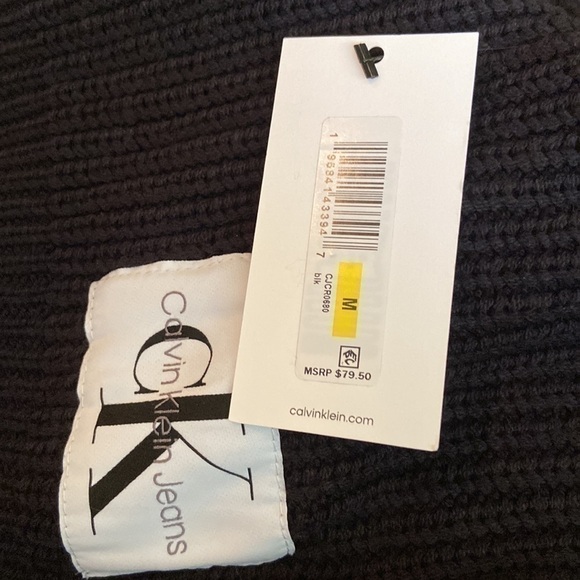 1 95841 43394 7
CJCR0680
blk
M
MSRP $79.50
calvinklein.com
CK
Calvin Klein Jeans